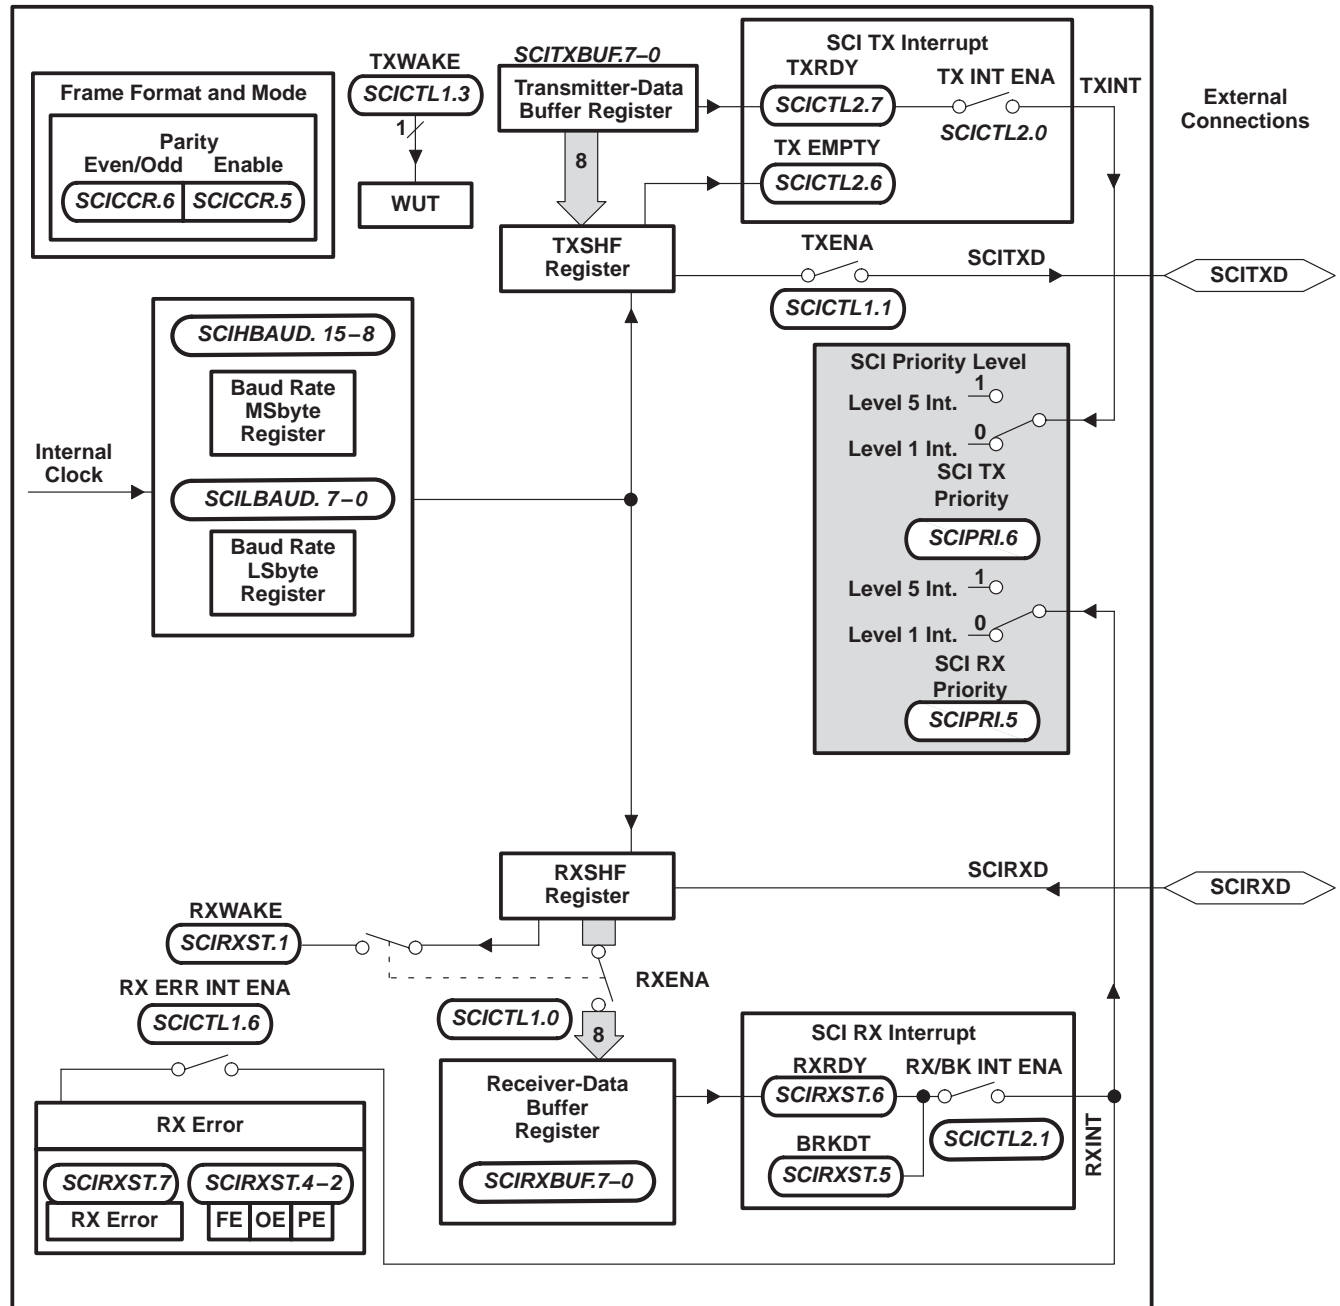 Frame Format and Mode
Parity
Even/Odd Enable
SCICCR.6 SCICCR.5
TXWAKE
SCICTL1.3
1
WUT
SCITXBUF.7–0
Transmitter-Data
Buffer Register
8
TXSHF
Register
SCI TX Interrupt
TXRDY
SCICTL2.7
TX INT ENA
SCICTL2.0
TX EMPTY
SCICTL2.6
TXINT
External
Connections
TXENA
SCICTL1.1
SCITXD
SCITXD
SCIHBAUD. 15–8
Baud Rate
MSbyte
Register
Internal
Clock
SCILBAUD. 7–0
Baud Rate
LSbyte
Register
SCI Priority Level
1
Level 5 Int.
0
Level 1 Int.
SCI TX
Priority
SCIPRI.6
1
Level 5 Int.
0
Level 1 Int.
SCI RX
Priority
SCIPRI.5
RXSHF
Register
SCIRXD
SCIRXD
RXWAKE
SCIRXST.1
RXENA
RX ERR INT ENA
SCICTL1.6
SCICTL1.0
8
Receiver-Data
Buffer
Register
SCIRXBUF.7–0
SCI RX Interrupt
RXRDY
SCIRXST.6
RX/BK INT ENA
SCICTL2.1
BRKDT
SCIRXST.5
RXINT
RX Error
SCIRXST.7 SCIRXST.4–2
RX Error FE OE PE